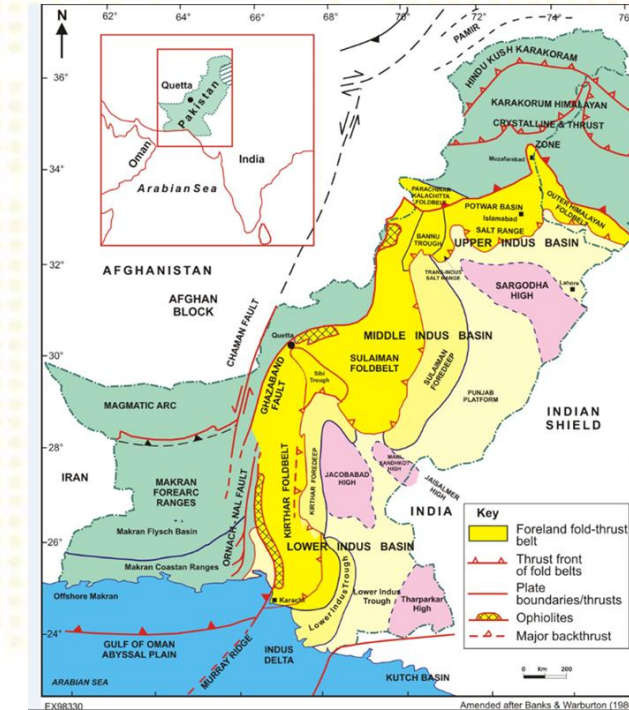 62°
66°
68°
70°
72°
74°
76
N
36°
34°
32°
30°
28°
26°
24°
PAMIR
HINDU KUSH KARAKORAM
KARAKORUM HIMALAYAN
CRYSTALLINE & THRUST
ZONE
Muzafarabad
Quetta
Pakistan
Oman
India
Arabian Sea
PARACHINAR
KALACHITTA
FOLDBELT
POTWAR BASIN
Islamabad
OUTER HIMALAYAN
FOLDBELT
SALT RANGE
BANNU
TROUGH
UPPER INDUS BASIN
TRANS-INDUS
SALT RANGE
Lahore
SARGODHA
HIGH
AFGHANISTAN
AFGHAN
BLOCK
CHAMAN FAULT
Quetta
GHAZABAND
FAULT
MIDDLE INDUS BASIN
SULAIMAN
FOLDBELT
SULAIMAN
FOREDEEP
Sibi
Trough
PUNJAB
PLATFORM
INDIAN
SHIELD
MAGMATIC ARC
IRAN
MAKRAN
FOREARC
RANGES
ORNACH - NAL FAULT
KIRTHAR FOLDBELT
KIRTHAR FOREDEEP
JACOBABAD
HIGH
MARI
KANDHKOT
HIGH
JAISALMER
HIGH
INDIA
Makran Flysch Basin
Makran Coastan Ranges
LOWER INDUS BASIN
Offshore Makran
Karachi
Lower Indus Trough
Lower Indus
Trough
Tharparkar
High
GULF OF OMAN
ABYSSAL PLAIN
MURRAY RIDGE
INDUS
DELTA
ARABIAN SEA
KUTCH BASIN
Key
Foreland fold-thrust
belt
Thrust front
of fold belts
Plate
boundaries/thrusts
Ophiolites
Major backthrust
0 Km 200
EX98330
Amended after Banks & Warburton (198